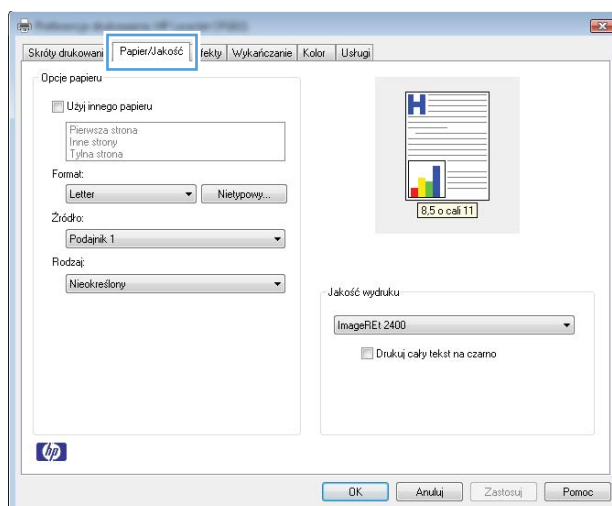 Skróty drukowani
Papier/Jakość
fekty
Wykańczanie
Kolor
Usługi
Opcje papieru
Użyj innego papieru
Pierwsza strona
Inne strony
Tylna strona
Format:
Letter
Nietypowy...
Źródło:
Podajnik 1
Rodzaj:
Nieokreślony
H
8,5 o cali 11
Jakość wydruku
ImageREt 2400
Drukuj cały tekst na czarno
hp
OK
Anuluj
Zastosuj
Pomoc